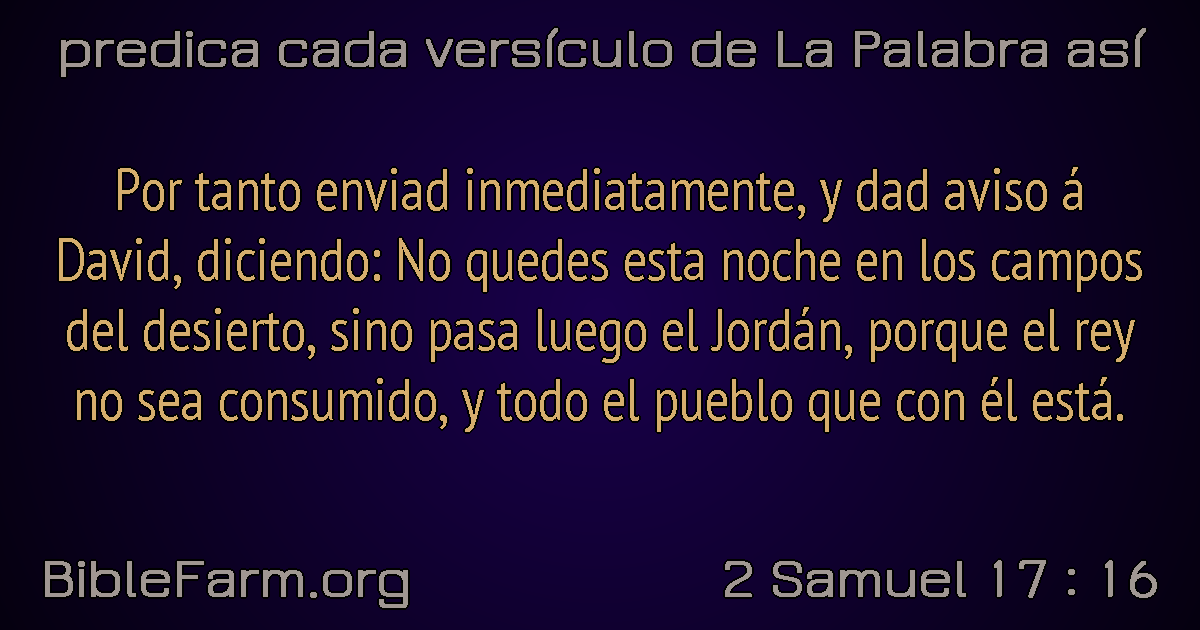 predica cada versículo de La Palabra así
Por tanto enviad inmediatamente, y dad aviso á
David, diciendo: No quedes esta noche en los campos
del desierto, sino pasa luego el Jordán, porque el rey
no sea consumido, y todo el pueblo que con él está.
BibleFarm.org
2 Samuel 17 : 16